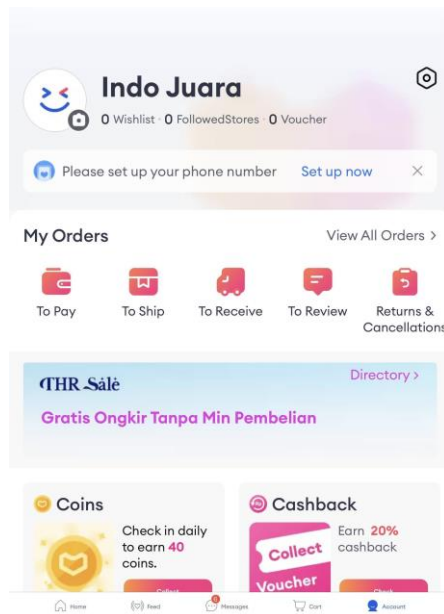 Indo Juara
0 Wishlist · 0 FollowedStores · 0 Voucher
Please set up your phone number Set up now
My Orders View All Orders >
To Pay To Ship To Receive To Review Returns &
Cancellations
THR Sale Directory >
Gratis Ongkir Tanpa Min Pembelian
Coins
Check in daily
to earn 40
coins.
Collect
Cashback
Collect
Voucher
Earn 20%
cashback
Check
Home Feed Messages Cart Account